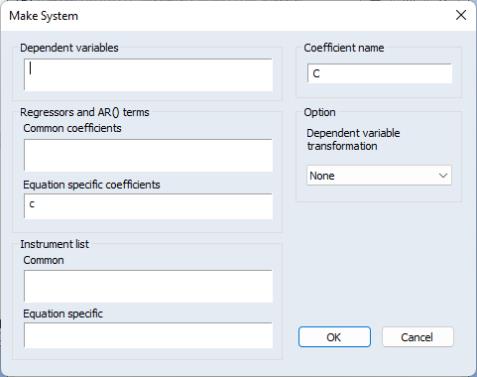 Make System
Dependent variables
Regressors and AR() terms
Common coefficients
Equation specific coefficients
c
Instrument list
Common
Equation specific
Coefficient name
C
Option
Dependent variable
transformation
None
OK
Cancel